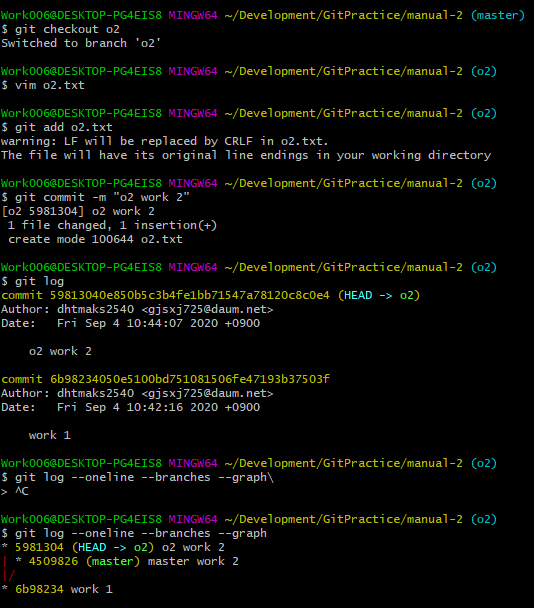 Work006@DESKTOP-PG4EIS8 MINGW64 ~/Development/GitPractice/manual-2 (master)
$ git checkout o2
Switched to branch 'o2'
Work006@DESKTOP-PG4EIS8 MINGW64 ~/Development/GitPractice/manual-2 (o2)
$ vim o2.txt
Work006@DESKTOP-PG4EIS8 MINGW64 ~/Development/GitPractice/manual-2 (o2)
$ git add o2.txt
warning: LF will be replaced by CRLF in o2.txt.
The file will have its original line endings in your working directory
Work006@DESKTOP-PG4EIS8 MINGW64 ~/Development/GitPractice/manual-2 (o2)
$ git commit -m "o2 work 2"
[o2 5981304] o2 work 2
 1 file changed, 1 insertion(+)
 create mode 100644 o2.txt
Work006@DESKTOP-PG4EIS8 MINGW64 ~/Development/GitPractice/manual-2 (o2)
$ git log
commit 59813040e850b5c3b4fe1bb71547a78120c8c0e4 (HEAD -> o2)
Author: dhtmaks2540 <gjsxj725@daum.net>
Date:   Fri Sep 4 10:44:07 2020 +0900
    o2 work 2
commit 6b98234050e5100bd751081506fe47193b37503f
Author: dhtmaks2540 <gjsxj725@daum.net>
Date:   Fri Sep 4 10:42:16 2020 +0900
    work 1
Work006@DESKTOP-PG4EIS8 MINGW64 ~/Development/GitPractice/manual-2 (o2)
$ git log --oneline --branches --graph\
> ^C
Work006@DESKTOP-PG4EIS8 MINGW64 ~/Development/GitPractice/manual-2 (o2)
$ git log --oneline --branches --graph
* 5981304 (HEAD -> o2) o2 work 2
| * 4509826 (master) master work 2
|/
* 6b98234 work 1